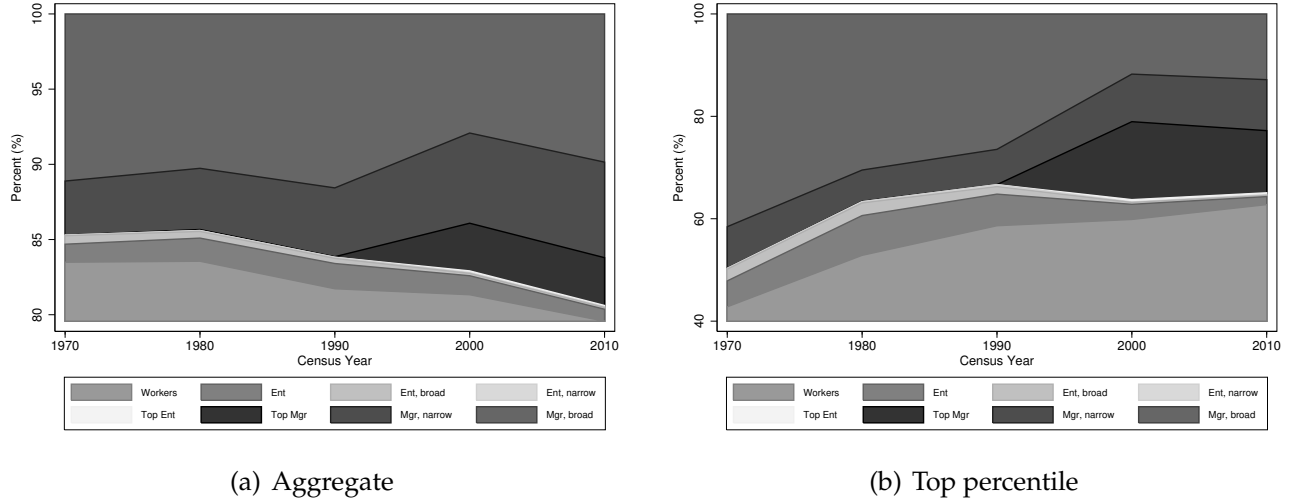 100
95
90
85
80
Percent (%)
1970 1980 1990 2000 2010
Census Year
Workers Ent Ent, broad Ent, narrow
Top Ent Top Mgr Mgr, narrow Mgr, broad
(a) Aggregate
100
80
60
40
Percent (%)
1970 1980 1990 2000 2010
Census Year
Workers Ent Ent, broad Ent, narrow
Top Ent Top Mgr Mgr, narrow Mgr, broad
(b) Top percentile